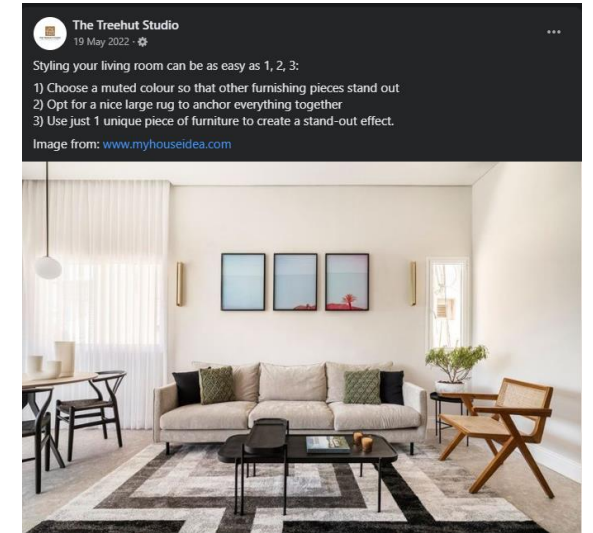 The Treehut Studio
19 May 2022 ·
Styling your living room can be as easy as 1, 2, 3:
1) Choose a muted colour so that other furnishing pieces stand out
2) Opt for a nice large rug to anchor everything together
3) Use just 1 unique piece of furniture to create a stand-out effect.
Image from: www.myhouseidea.com